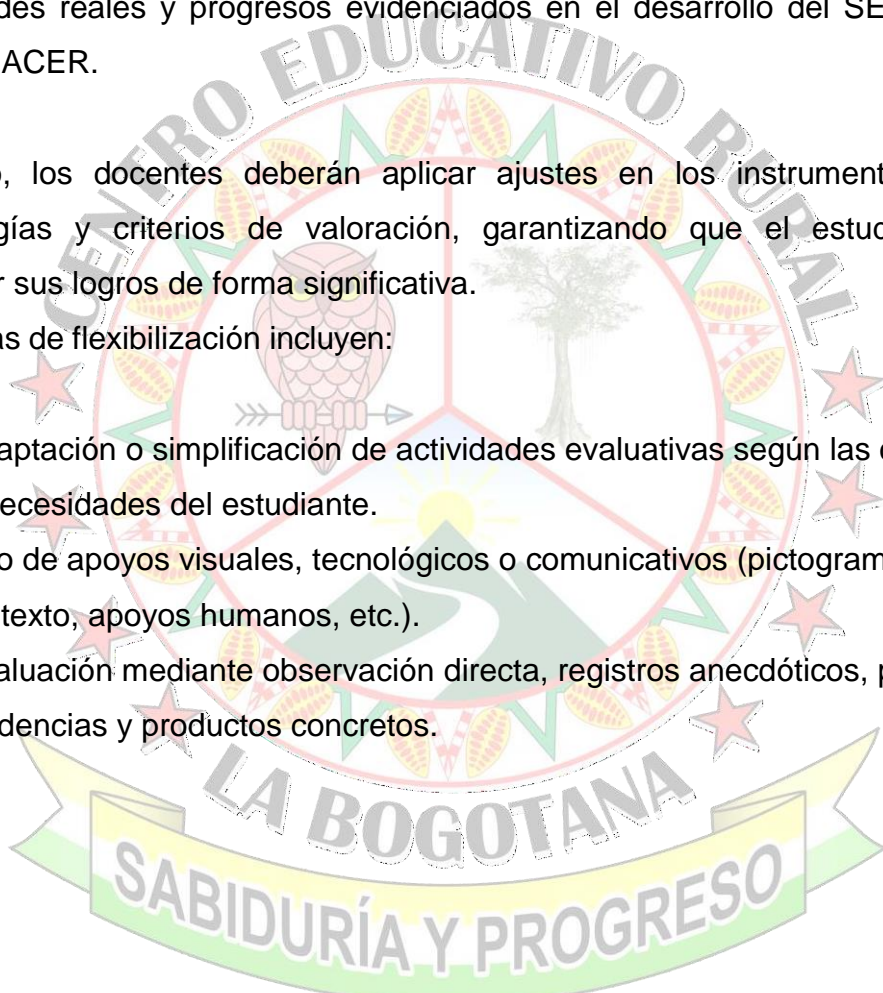 des reales y progresos evidenciados en el desarrollo del SE
ACER.
, los docentes deberán aplicar ajustes en los instrument
gías y criterios de valoración, garantizando que el estud
r sus logros de forma significativa.
as de flexibilización incluyen:
aptación o simplificación de actividades evaluativas según las
ecesidades del estudiante.
o de apoyos visuales, tecnológicos o comunicativos (pictogram
texto, apoyos humanos, etc.).
aluación mediante observación directa, registros anecdóticos, p
dencias y productos concretos.
CENTRO EDUCATIVO RURAL
LA BOGOTANA
SABIDURÍA Y PROGRESO